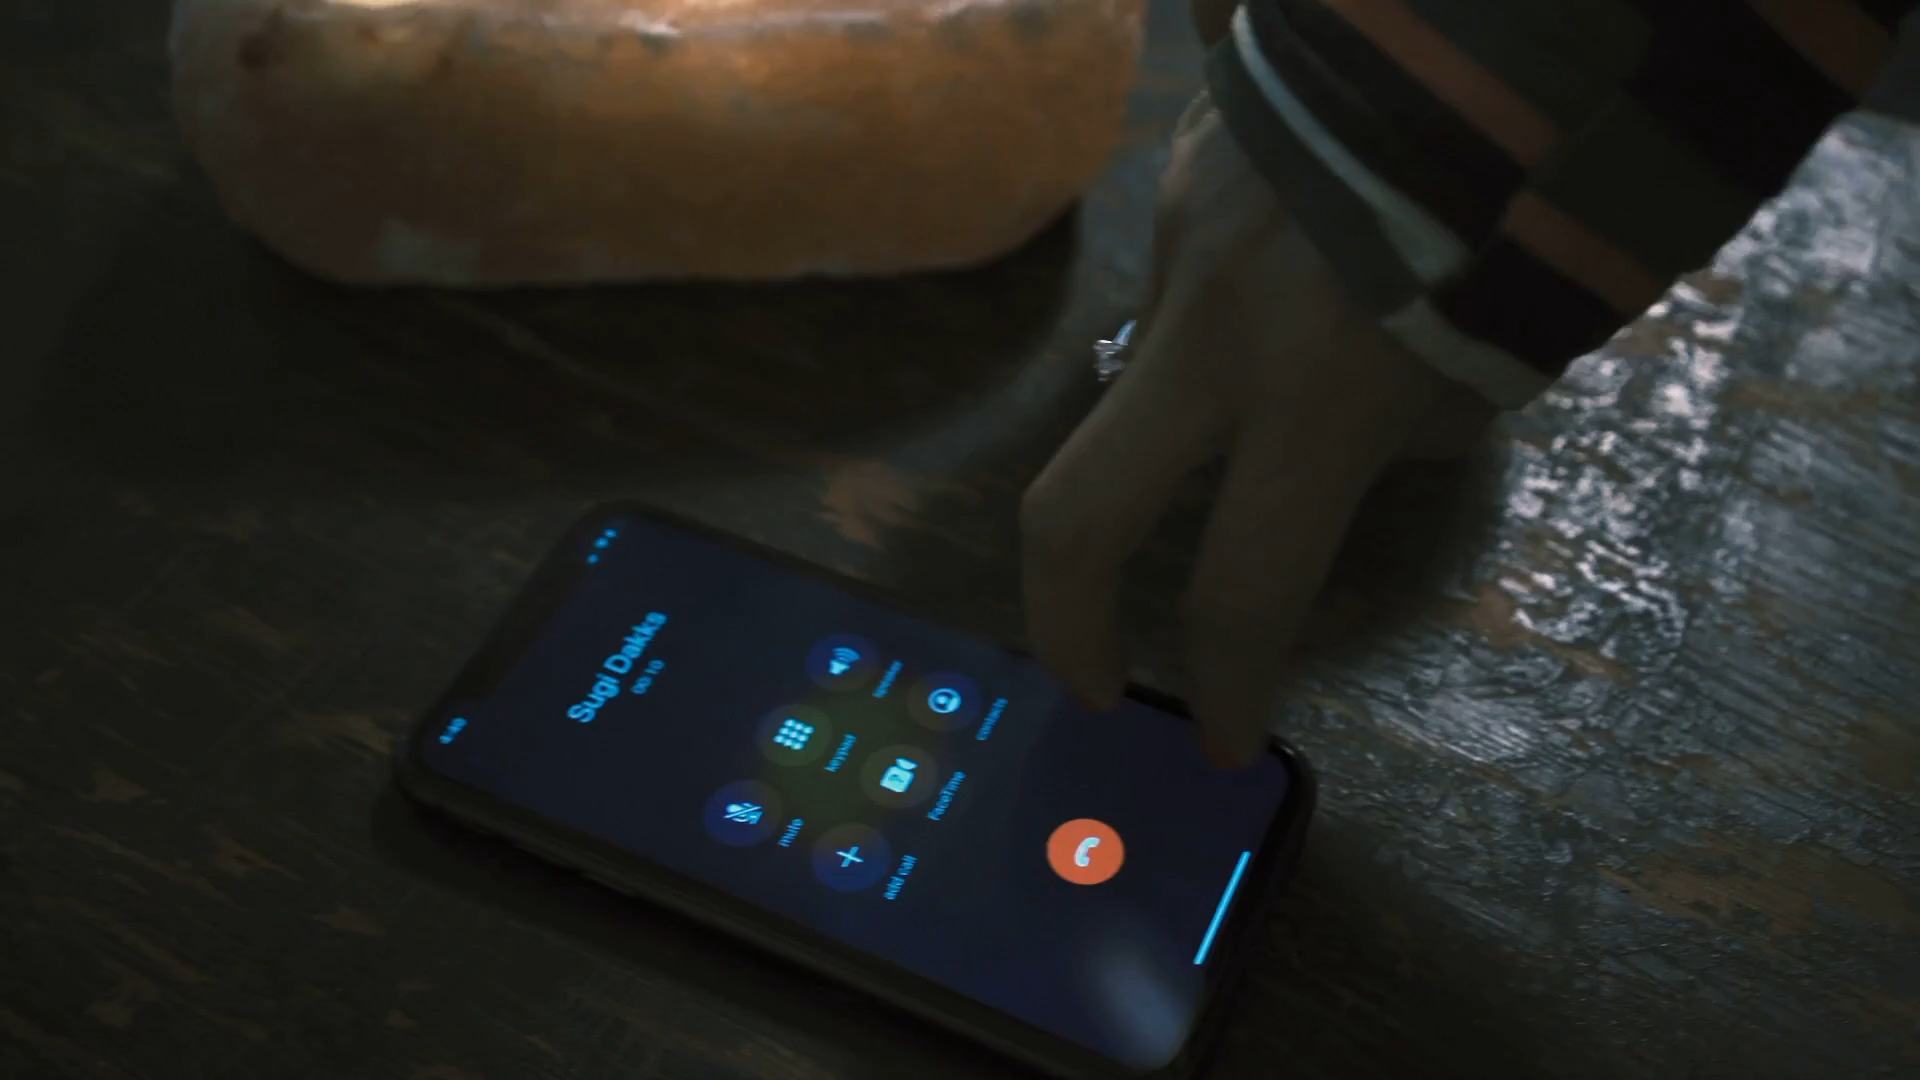 Sugi Dakks
00:10
mute
keypad
speaker
add call
FaceTime
contacts